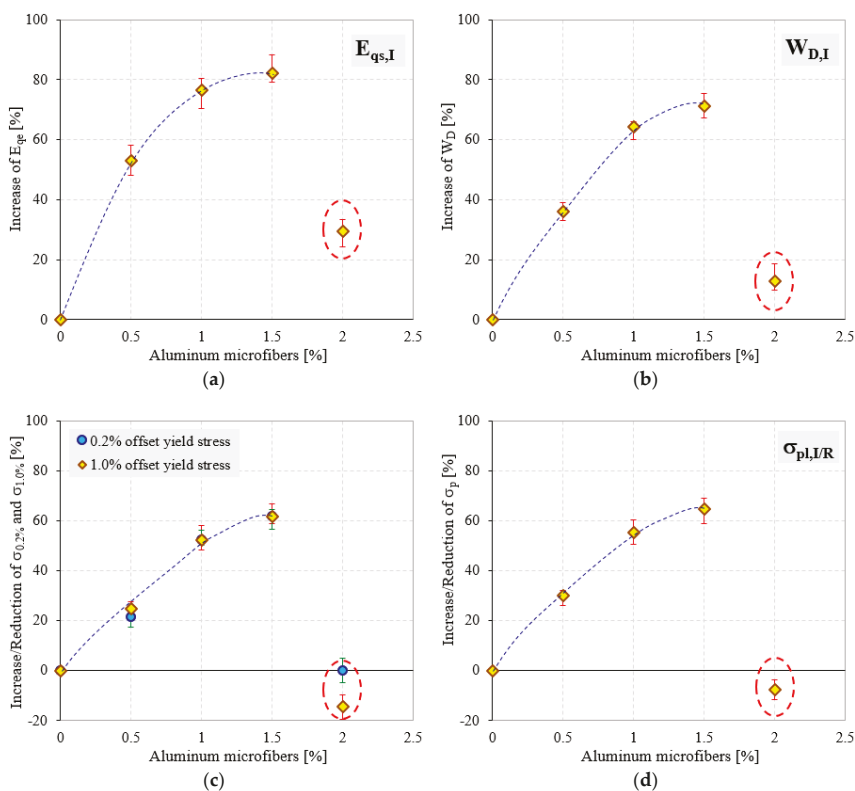 100
80
60
40
20
0
Increase of E_qe [%]
E_qs,I
0 0.5 1 1.5 2 2.5
Aluminum microfibers [%]
(a)
100
80
60
40
20
0
Increase of W_D [%]
W_D,I
0 0.5 1 1.5 2 2.5
Aluminum microfibers [%]
(b)
100
80
60
40
20
0
-20
Increase/Reduction of σ_0.2% and σ_1.0% [%]
0.2% offset yield stress
1.0% offset yield stress
0 0.5 1 1.5 2 2.5
Aluminum microfibers [%]
(c)
100
80
60
40
20
0
-20
Increase/Reduction of σ_p [%]
σ_pl,I/R
0 0.5 1 1.5 2 2.5
Aluminum microfibers [%]
(d)